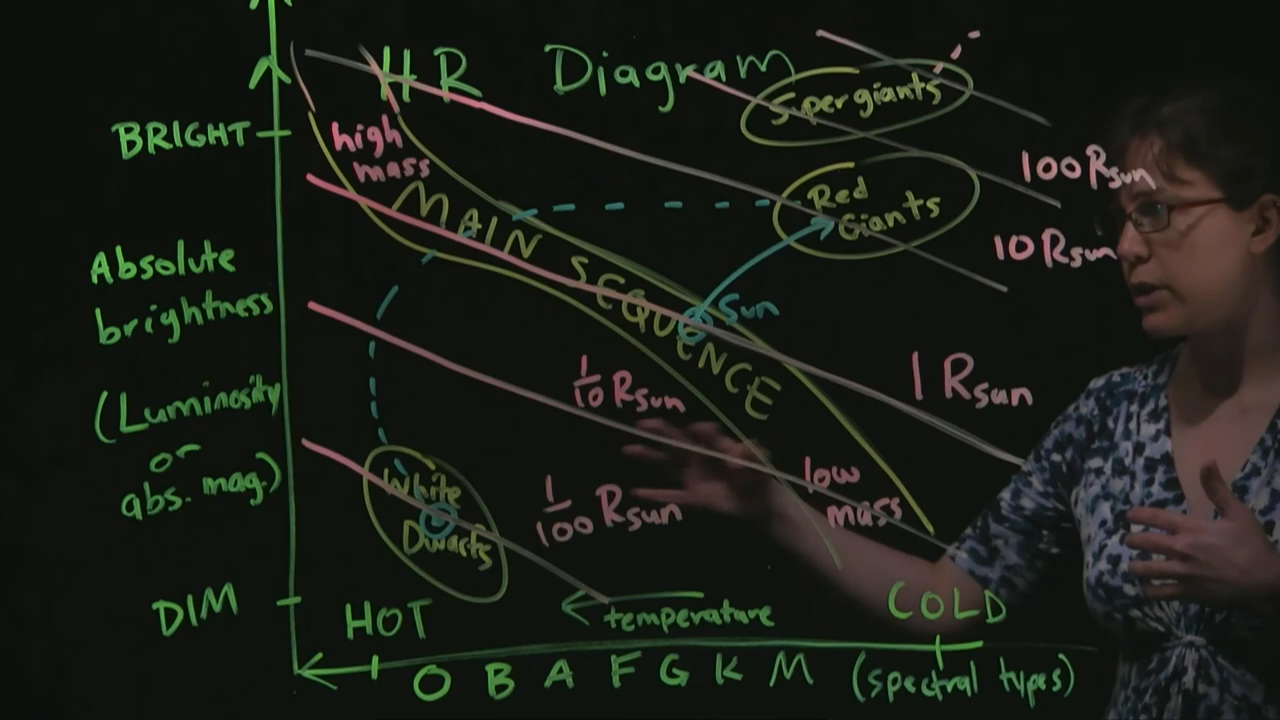 HR Diagram
Supergiants
BRIGHT
high
mass
100 Rsun
Red
Giants
MAIN SEQUENCE
10 Rsun
Absolute
brightness
(Luminosity
or
abs. mag.)
Sun
1 Rsun
1/10 Rsun
low
mass
White
Dwarfs
1/100 Rsun
DIM
HOT
temperature
COLD
O B A F G K M (spectral types)